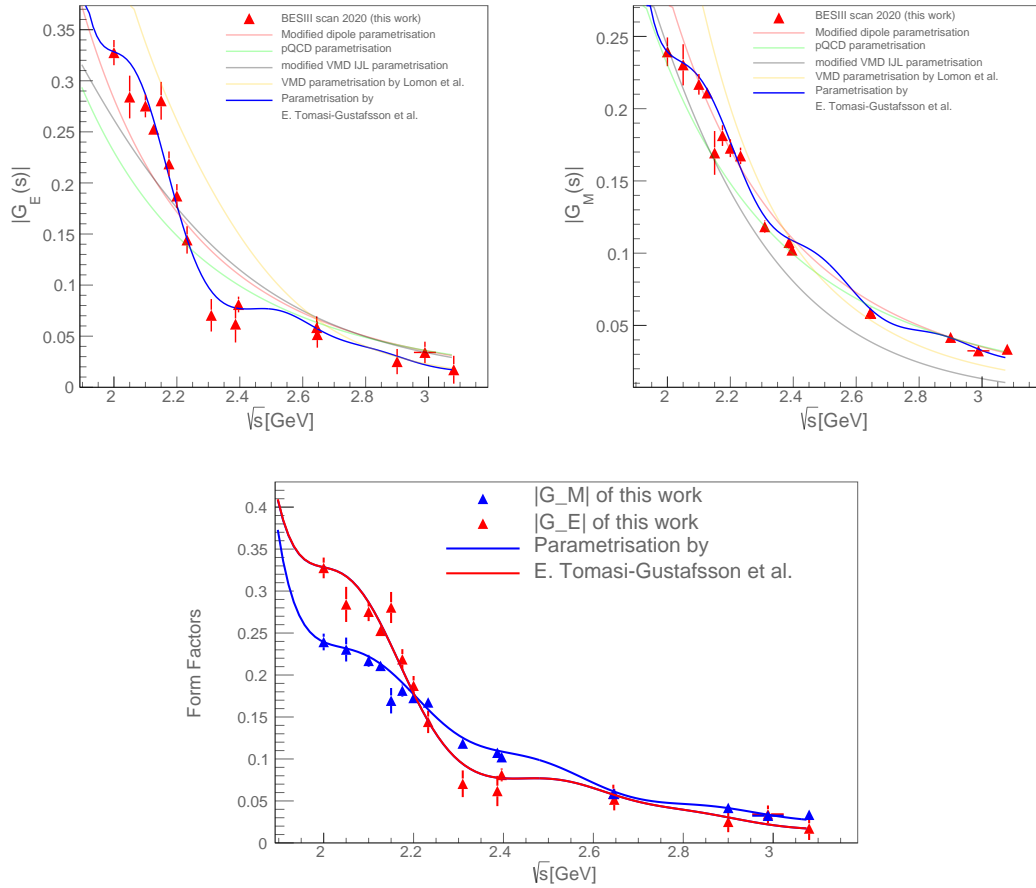 BESIII scan 2020 (this work)
Modified dipole parametrisation
pQCD parametrisation
modified VMD IJL parametrisation
VMD parametrisation by Lomon et al.
Parametrisation by
E. Tomasi-Gustafsson et al.
|G_E(s)|
0.35
0.3
0.25
0.2
0.15
0.1
0.05
0
2
2.2
2.4
2.6
2.8
3
√s[GeV]
BESIII scan 2020 (this work)
Modified dipole parametrisation
pQCD parametrisation
modified VMD IJL parametrisation
VMD parametrisation by Lomon et al.
Parametrisation by
E. Tomasi-Gustafsson et al.
|G_M(s)|
0.25
0.2
0.15
0.1
0.05
2
2.2
2.4
2.6
2.8
3
√s[GeV]
|G_M| of this work
|G_E| of this work
Parametrisation by
E. Tomasi-Gustafsson et al.
Form Factors
0.4
0.35
0.3
0.25
0.2
0.15
0.1
0.05
0
2
2.2
2.4
2.6
2.8
3
√s[GeV]